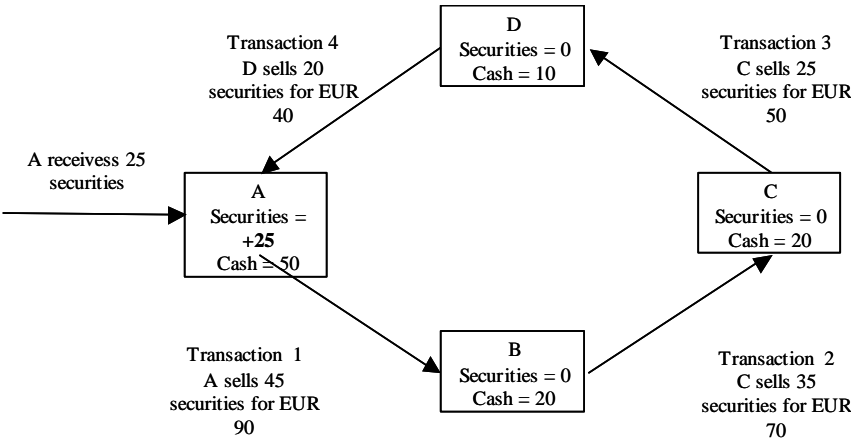 D
Securities = 0
Cash = 10
Transaction 4
D sells 20
securities for EUR
40
Transaction 3
C sells 25
securities for EUR
50
A receivess 25
securities
A
Securities =
+25
Cash = 50
C
Securities = 0
Cash = 20
B
Securities = 0
Cash = 20
Transaction 1
A sells 45
securities for EUR
90
Transaction 2
C sells 35
securities for EUR
70